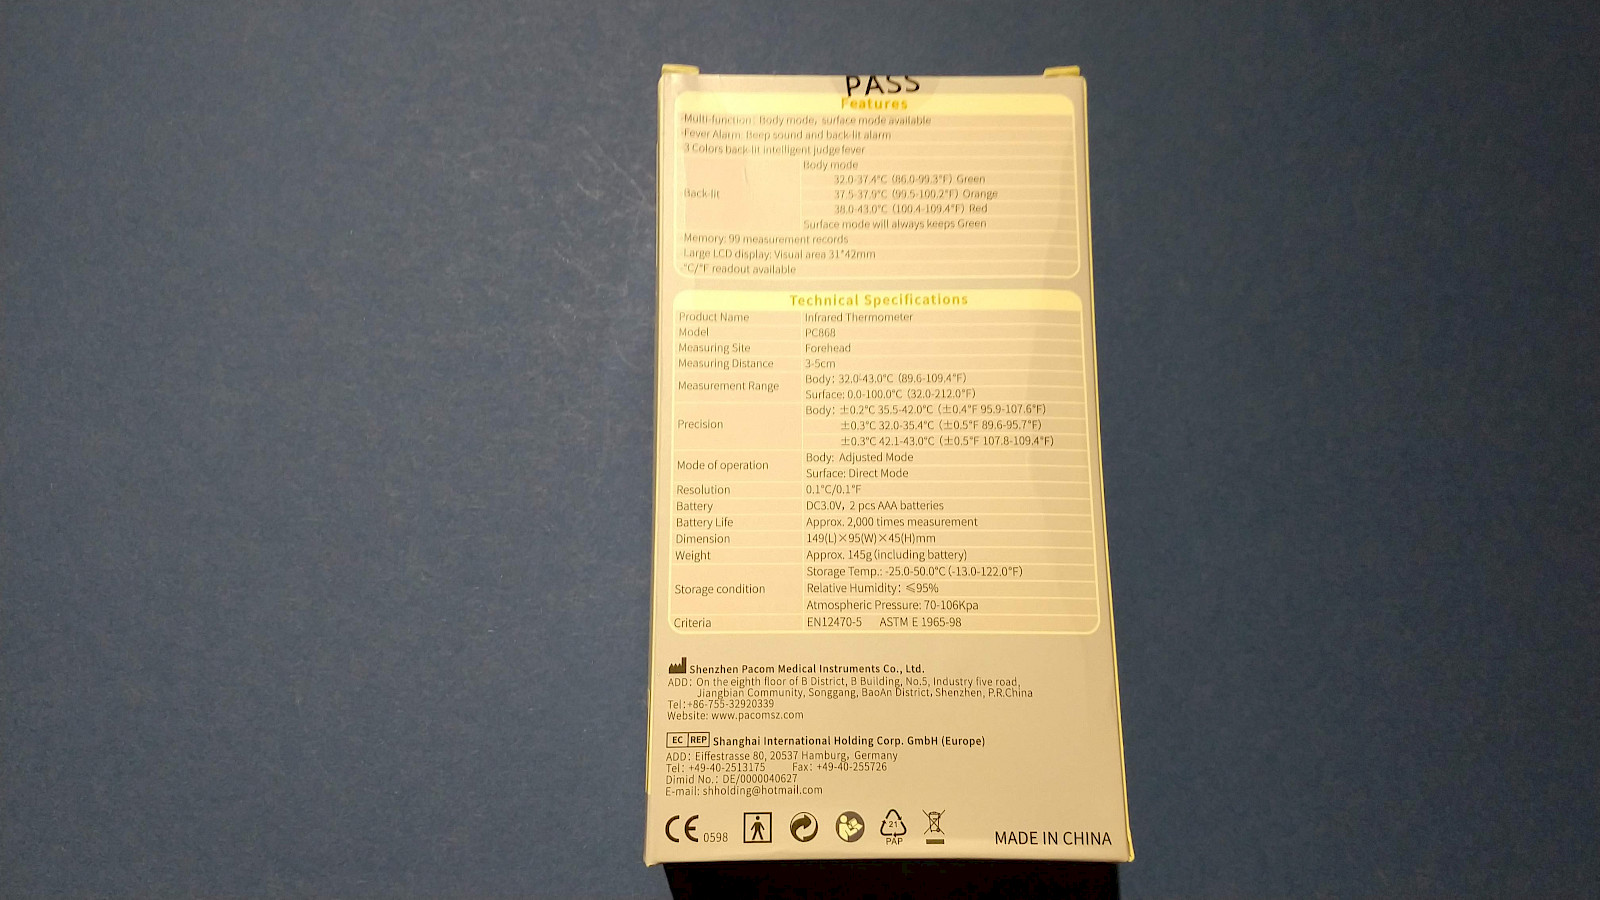 PASS
Features
Multi-function: Body mode, surface mode available
Fever Alarm: Beep sound and back-lit alarm
3 Colors back-lit intelligent judge fever
Back-lit
Body mode
32.0-37.4°C (86.0-99.3°F) Green
37.5-37.9°C (99.5-100.2°F) Orange
38.0-43.0°C (100.4-109.4°F) Red
Surface mode will always keeps Green
Memory: 99 measurement records
Large LCD display: Visual area 31*42mm
°C/°F readout available
Technical Specifications
Product Name Infrared Thermometer
Model PC868
Measuring Site Forehead
Measuring Distance 3-5cm
Measurement Range Body: 32.0-43.0°C (89.6-109.4°F)
Surface: 0.0-100.0°C (32.0-212.0°F)
Precision Body: ±0.2°C 35.5-42.0°C (±0.4°F 95.9-107.6°F)
±0.3°C 32.0-35.4°C (±0.5°F 89.6-95.7°F)
±0.3°C 42.1-43.0°C (±0.5°F 107.8-109.4°F)
Mode of operation Body: Adjusted Mode
Surface: Direct Mode
Resolution 0.1°C/0.1°F
Battery DC3.0V, 2 pcs AAA batteries
Battery Life Approx. 2,000 times measurement
Dimension 149(L)×95(W)×45(H)mm
Weight Approx. 145g (including battery)
Storage condition Storage Temp.: -25.0-50.0°C (-13.0-122.0°F)
Relative Humidity: ≤95%
Atmospheric Pressure: 70-106Kpa
Criteria EN12470-5 ASTM E 1965-98
Shenzhen Pacom Medical Instruments Co., Ltd.
ADD: On the eighth floor of B District, B Building, No.5, Industry five road,
Jiangbian Community, Songgang, BaoAn District, Shenzhen, P.R.China
Tel:+86-755-32920339
Website: www.pacomsz.com
EC REP Shanghai International Holding Corp. GmbH (Europe)
ADD: Eiffestrasse 80, 20537 Hamburg, Germany
Tel: +49-40-2513175 Fax: +49-40-255726
Dimid No.: DE/0000040627
E-mail: shholding@hotmail.com
CE 0598
21
PAP
MADE IN CHINA